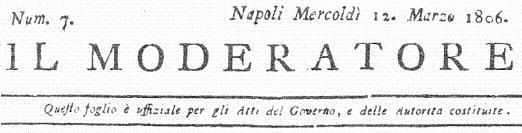 Num. 7. Napoli Mercoldì 12. Marzo 1806.
IL MODERATORE
Questo foglio è uffiziale per gli Atti del Governo, e delle Autorità costituite.